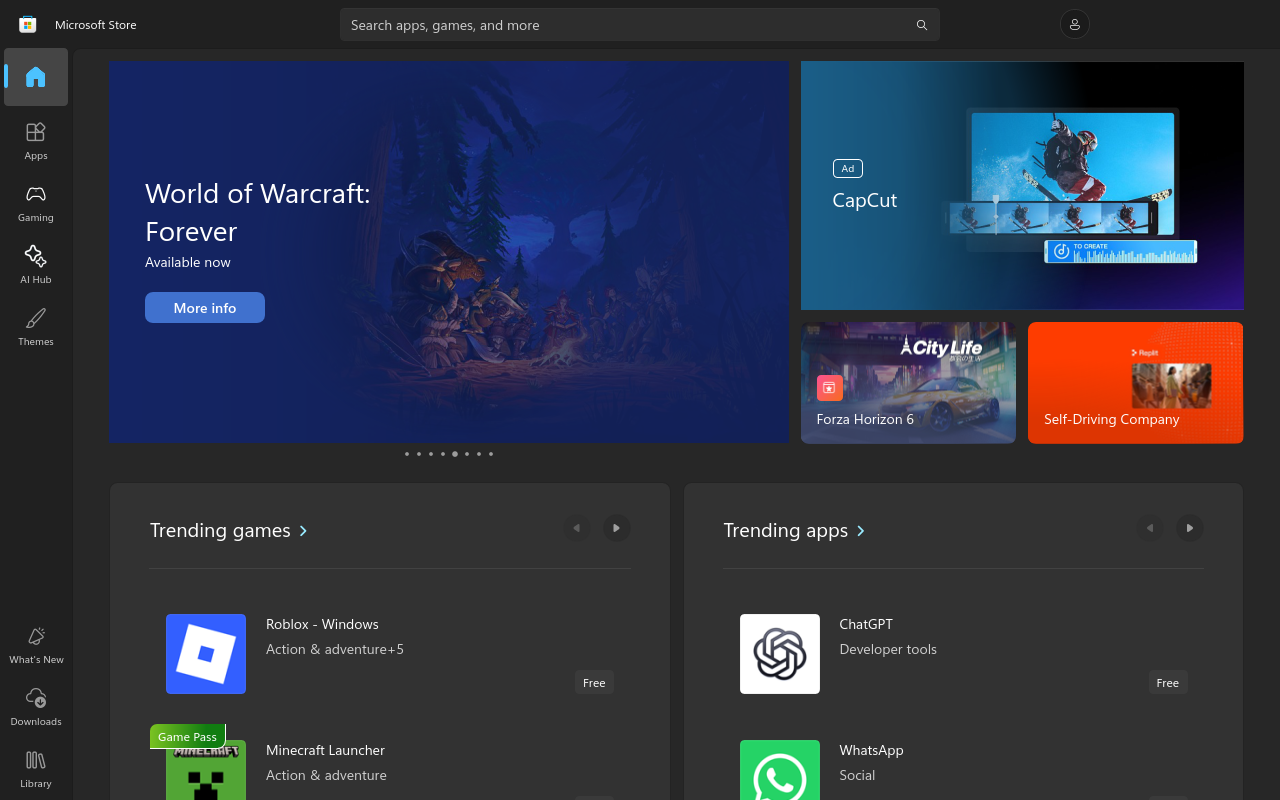 Microsoft Store
Search apps, games, and more
Apps
Gaming
AI Hub
Themes
What's New
Downloads
Library
World of Warcraft:
Forever
Available now
More info
Ad
CapCut
TO CREATE
City Life
Forza Horizon 6
Replit
Self-Driving Company
Trending games
Roblox - Windows
Action & adventure+5
Free
Game Pass
MINECRAFT
Minecraft Launcher
Action & adventure
Trending apps
ChatGPT
Developer tools
Free
WhatsApp
Social